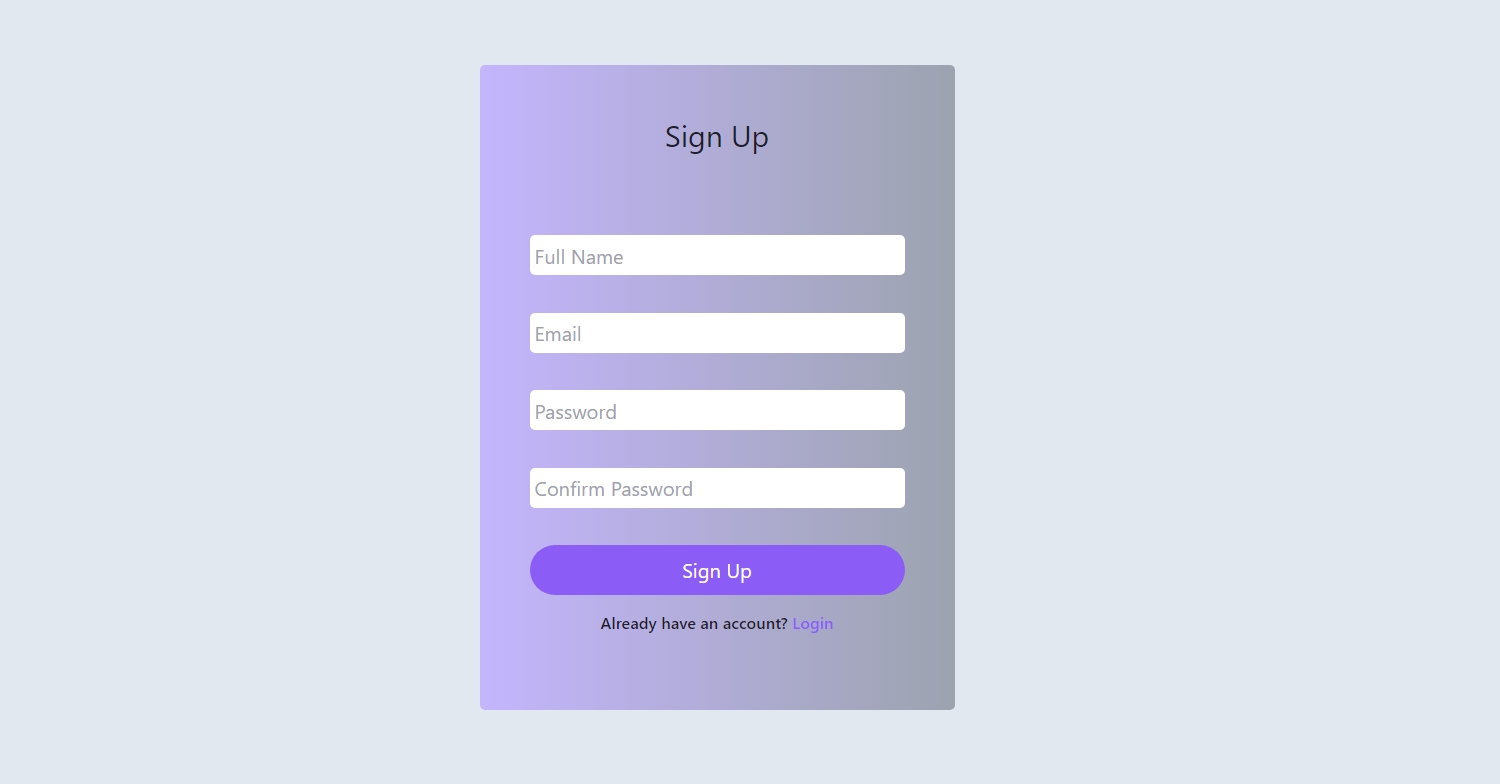 Sign Up
Full Name
Email
Password
Confirm Password
Sign Up
Already have an account? Login